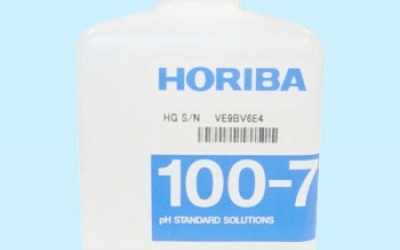 HORIBA
HG S/N VE9BV6E4
100-7
pH STANDARD SOLUTIONS